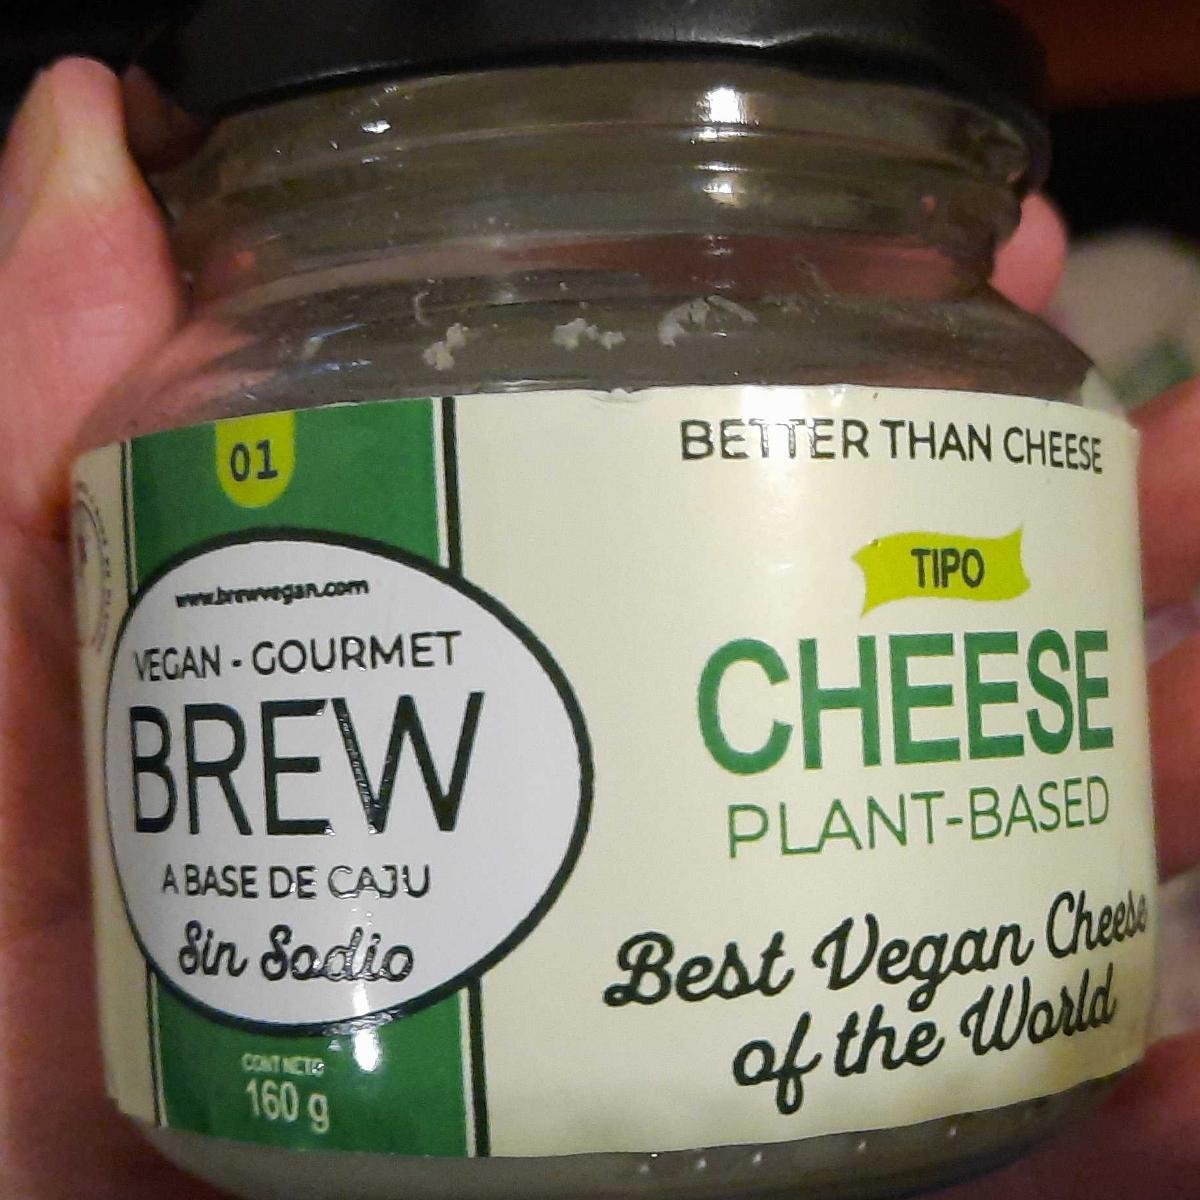 01
www.brewvegan.com
VEGAN - GOURMET
BREW
A BASE DE CAJU
Sin Sodio
CONT NETO
160 g
BETTER THAN CHEESE
TIPO
CHEESE
PLANT-BASED
Best Vegan Cheese
of the World